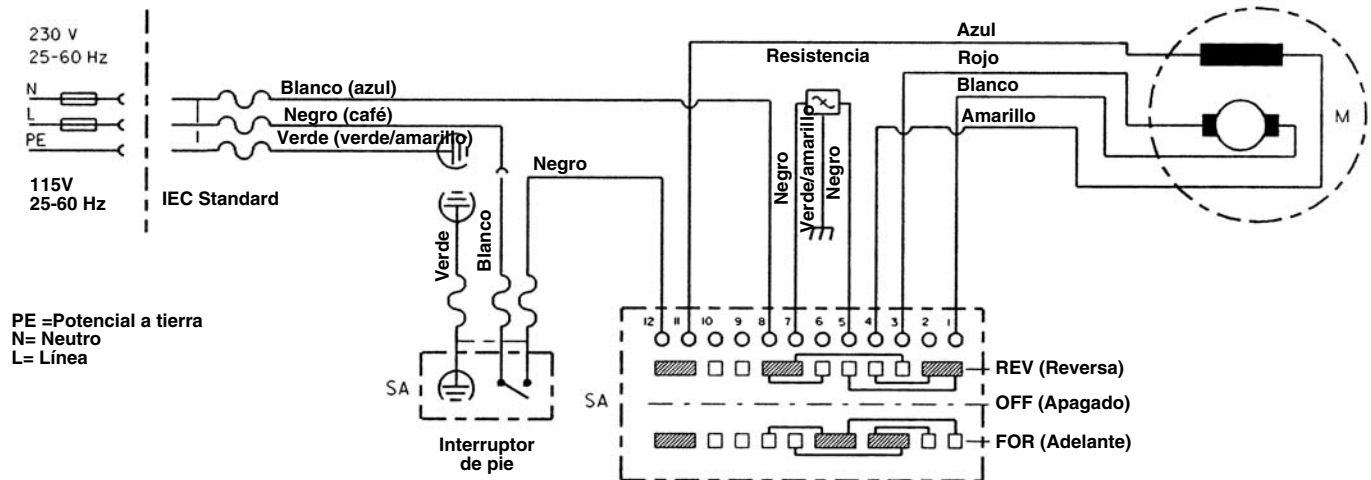 230 V
25-60 Hz
N
L
PE
115V
25-60 Hz
IEC Standard
Blanco (azul)
Negro (café)
Verde (verde/amarillo)
Negro
Verde
Blanco
PE =Potencial a tierra
N= Neutro
L= Línea
SA
Interruptor
de pie
Resistencia
Negro
Verde/amarillo
Negro
Azul
Rojo
Blanco
Amarillo
M
12 11 10 9 8 7 6 5 4 3 2 1
SA
REV (Reversa)
OFF (Apagado)
FOR (Adelante)